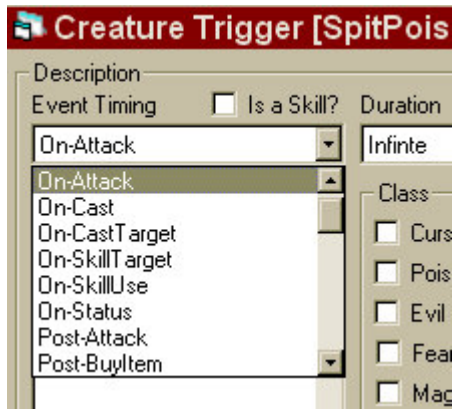 Creature Trigger [SpitPois
Description
Event Timing Is a Skill? Duration
On-Attack Infinte
On-Attack
On-Cast
On-CastTarget
On-SkillTarget
On-SkillUse
On-Status
Post-Attack
Post-BuyItem
Class
Curs
Pois
Evil
Fear
Mag